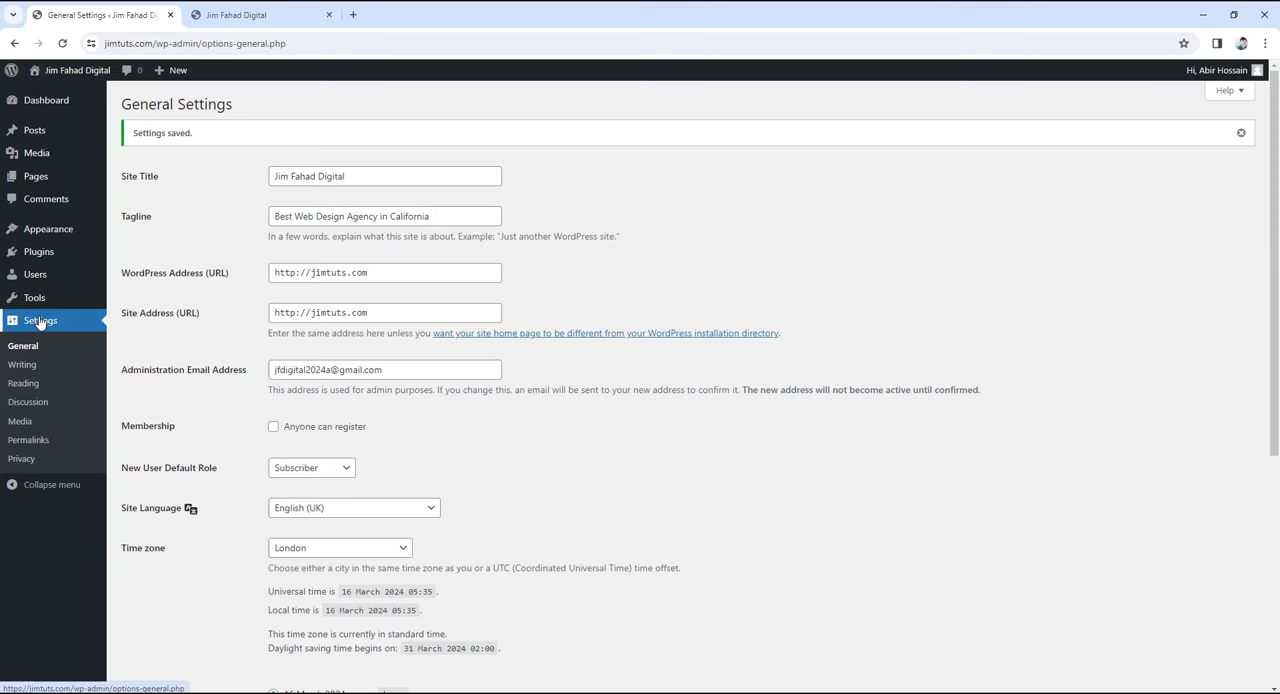 General Settings ‹ Jim Fahad Di
Jim Fahad Digital
jimtuts.com/wp-admin/options-general.php
Jim Fahad Digital
0
New
Hi, Abir Hossain
Dashboard
Posts
Media
Pages
Comments
Appearance
Plugins
Users
Tools
Settings
General
Writing
Reading
Discussion
Media
Permalinks
Privacy
Collapse menu
Help
General Settings
Settings saved.
Site Title
Jim Fahad Digital
Tagline
Best Web Design Agency in California
In a few words, explain what this site is about. Example: "Just another WordPress site."
WordPress Address (URL)
http://jimtuts.com
Site Address (URL)
http://jimtuts.com
Enter the same address here unless you want your site home page to be different from your WordPress installation directory.
Administration Email Address
jfdigital2024a@gmail.com
This address is used for admin purposes. If you change this, an email will be sent to your new address to confirm it. The new address will not become active until confirmed.
Membership
Anyone can register
New User Default Role
Subscriber
Site Language
English (UK)
Time zone
London
Choose either a city in the same time zone as you or a UTC (Coordinated Universal Time) time offset.
Universal time is 16 March 2024 05:35 .
Local time is 16 March 2024 05:35 .
This time zone is currently in standard time.
Daylight saving time begins on: 31 March 2024 02:00 .
16 March 2024
https://jimtuts.com/wp-admin/options-general.php